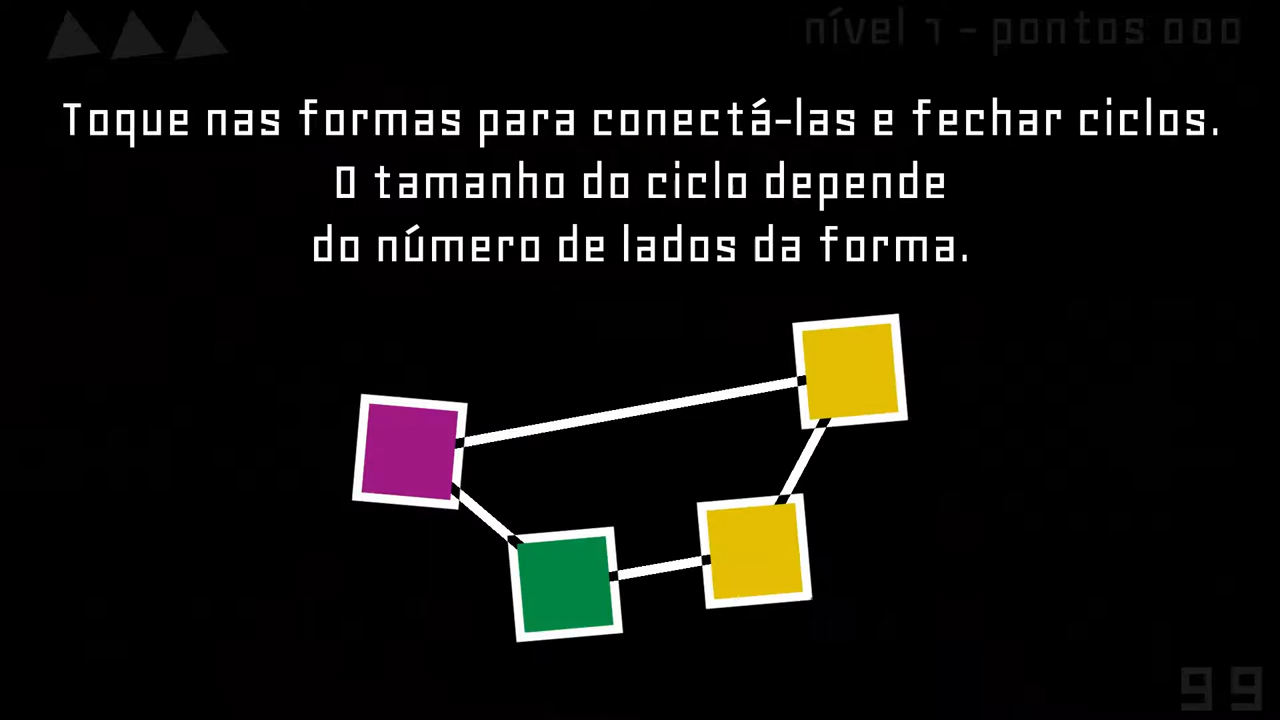 nível 1 - pontos 000
Toque nas formas para conectá-las e fechar ciclos.
O tamanho do ciclo depende
do número de lados da forma.
99